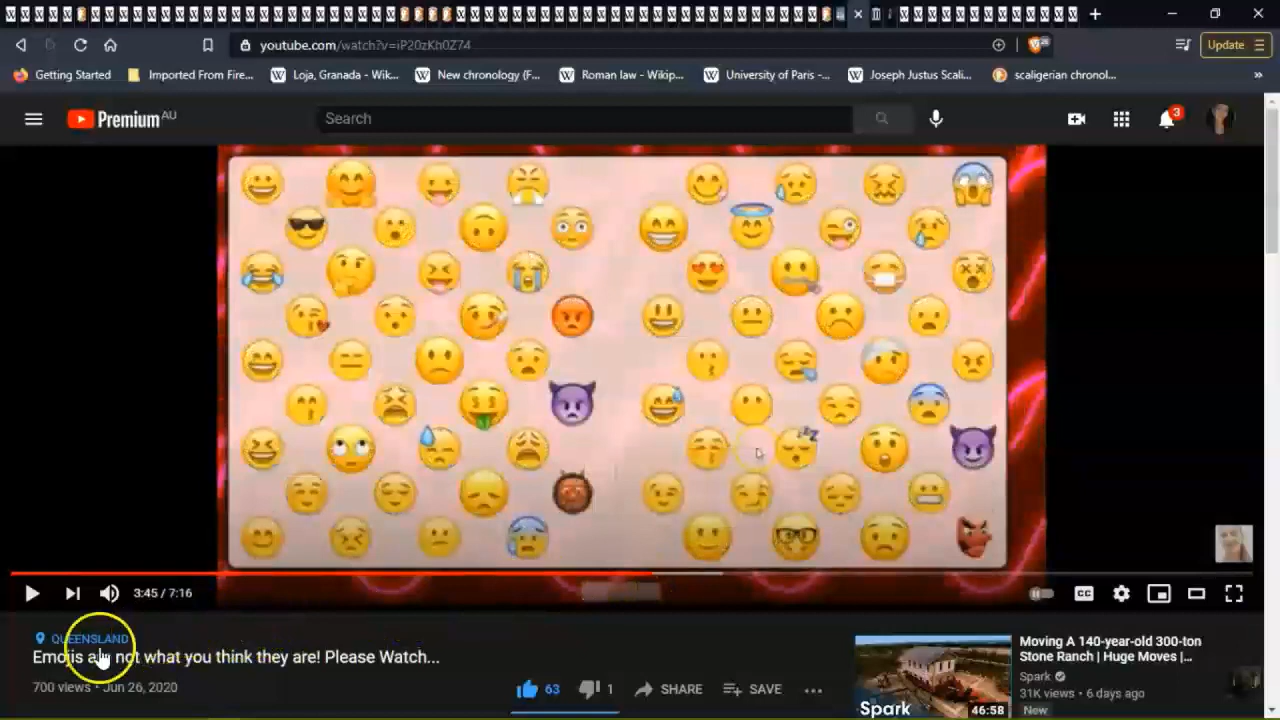 youtube.com/watch?v=iP20zKh0Z74
Update
Getting Started
Imported From Fire...
Loja, Granada - Wik...
New chronology (F...
Roman law - Wikip...
University of Paris -...
Joseph Justus Scali...
scaligerian chronol...
»
Premium AU
Search
3
3:45 / 7:16
CC
QUEENSLAND
Emojis are not what you think they are! Please Watch...
700 views • Jun 26, 2020
63
1
SHARE
SAVE
Spark
46:58
Moving A 140-year-old 300-ton
Stone Ranch | Huge Moves |...
Spark
31K views • 6 days ago
New